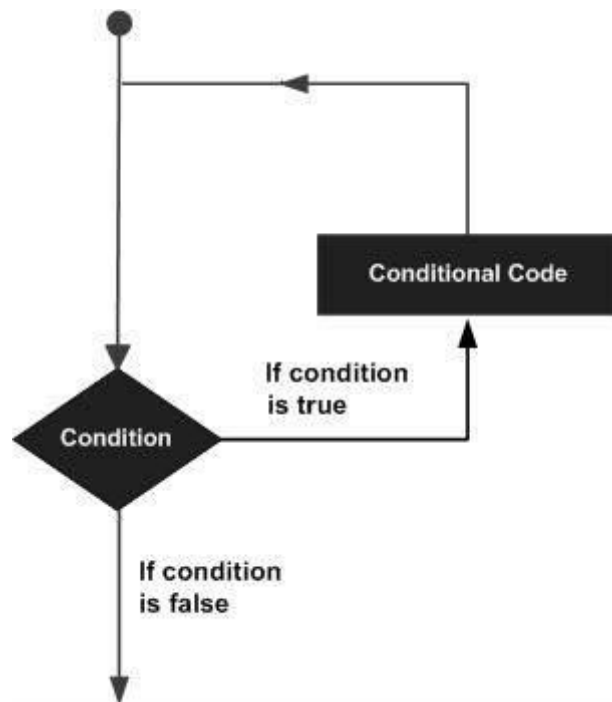 Conditional Code
If condition
is true
Condition
If condition
is false